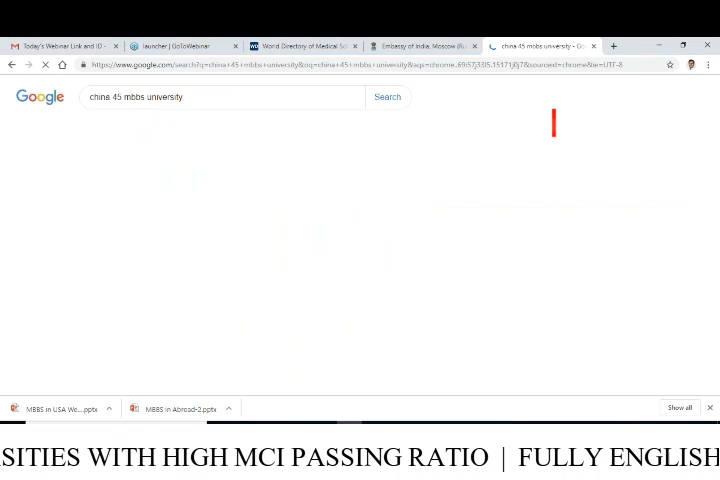 Today's Webinar Link and ID -
launcher | GoToWebinar
World Directory of Medical Sc
Embassy of India, Moscow (Ru
china 45 mbbs university - Go
https://www.google.com/search?q=china+45+mbbs+university&oq=china+45+mbbs+university&aqs=chrome..69i57j33l5.15171j0j7&sourceid=chrome&ie=UTF-8
Google
china 45 mbbs university
Search
MBBS in USA We....pptx
MBBS in Abroad-2.pptx
Show all
SITIES WITH HIGH MCI PASSING RATIO | FULLY ENGLISH